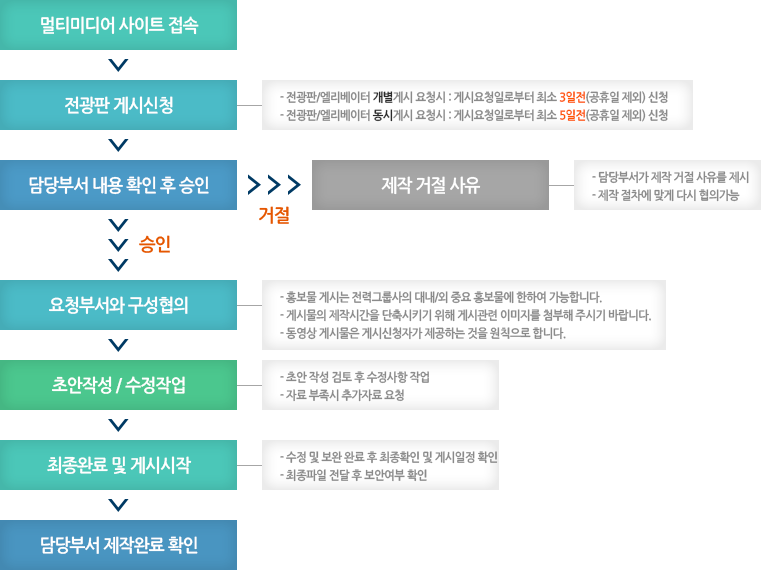 멀티미디어 사이트 접속
전광판 게시신청
- 전광판/엘리베이터 개별게시 요청시 : 게시요청일로부터 최소 3일전(공휴일 제외) 신청
- 전광판/엘리베이터 동시게시 요청시 : 게시요청일로부터 최소 5일전(공휴일 제외) 신청
담당부서 내용 확인 후 승인
거절
제작 거절 사유
- 담당부서가 제작 거절 사유를 제시
- 제작 절차에 맞게 다시 협의가능
승인
요청부서와 구성협의
- 홍보물 게시는 전력그룹사의 대내/외 중요 홍보물에 한하여 가능합니다.
- 게시물의 제작시간을 단축시키기 위해 게시관련 이미지를 첨부해 주시기 바랍니다.
- 동영상 게시물은 게시신청자가 제공하는 것을 원칙으로 합니다.
초안작성 / 수정작업
- 초안 작성 검토 후 수정사항 작업
- 자료 부족시 추가자료 요청
최종완료 및 게시시작
- 수정 및 보완 완료 후 최종확인 및 게시일정 확인
- 최종파일 전달 후 보안여부 확인
담당부서 제작완료 확인